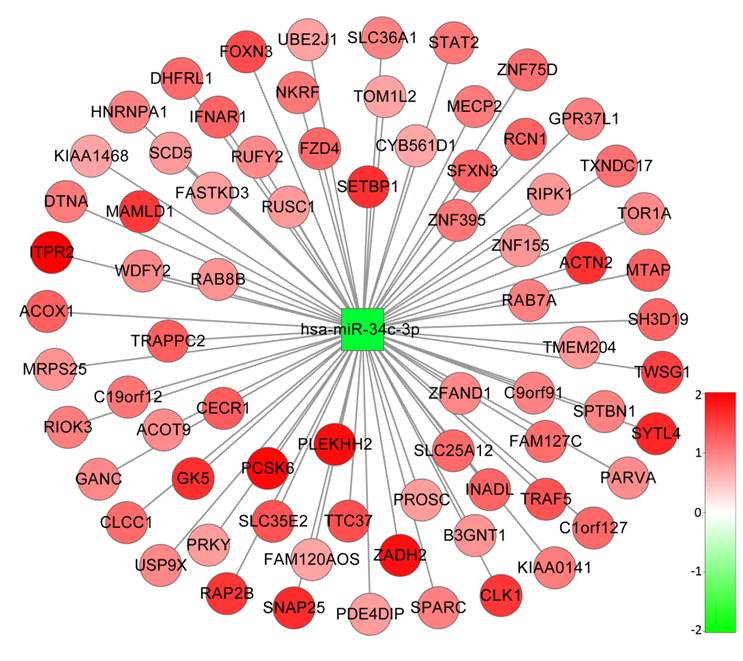 UBE2J1
SLC36A1
STAT2
FOXN3
ZNF75D
DHFRL1
NKRF
TOM1L2
MECP2
HNRNPA1
IFNAR1
GPR37L1
RCN1
KIAA1468
SCD5
RUFY2
FZD4
CYB561D1
TXNDC17
SFXN3
DTNA
MAMLD1
FASTKD3
RUSC1
SETBP1
RIPK1
TOR1A
ZNF395
ITPR2
WDFY2
RAB8B
ZNF155
ACTN2
MTAP
ACOX1
RAB7A
SH3D19
hsa-miR-34c-3p
TRAPPC2
TMEM204
MRPS25
TWSG1
C19orf12
CECR1
ZFAND1
C9orf91
SPTBN1
RIOK3
ACOT9
PLEKHH2
SLC25A12
FAM127C
SYTL4
GANC
GK5
PCSK6
PROSC
INADL
TRAF5
PARVA
CLCC1
SLC35E2
TTC37
B3GNT1
C1orf127
USP9X
PRKY
FAM120AOS
ZADH2
KIAA0141
RAP2B
SNAP25
PDE4DIP
SPARC
CLK1
2
1
0
-1
-2